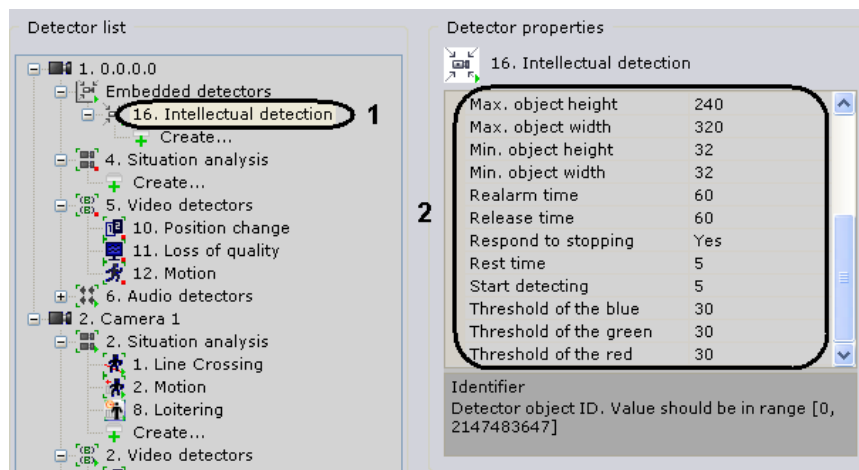 Detector list
1. 0.0.0.0
Embedded detectors
16. Intellectual detection
1
Create...
4. Situation analysis
Create...
5. Video detectors
10. Position change
11. Loss of quality
12. Motion
6. Audio detectors
2. Camera 1
2. Situation analysis
1. Line Crossing
2. Motion
8. Loitering
Create...
2. Video detectors
Detector properties
16. Intellectual detection
2
Max. object height 240
Max. object width 320
Min. object height 32
Min. object width 32
Realarm time 60
Release time 60
Respond to stopping Yes
Rest time 5
Start detecting 5
Threshold of the blue 30
Threshold of the green 30
Threshold of the red 30
Identifier
Detector object ID. Value should be in range [0,
2147483647]